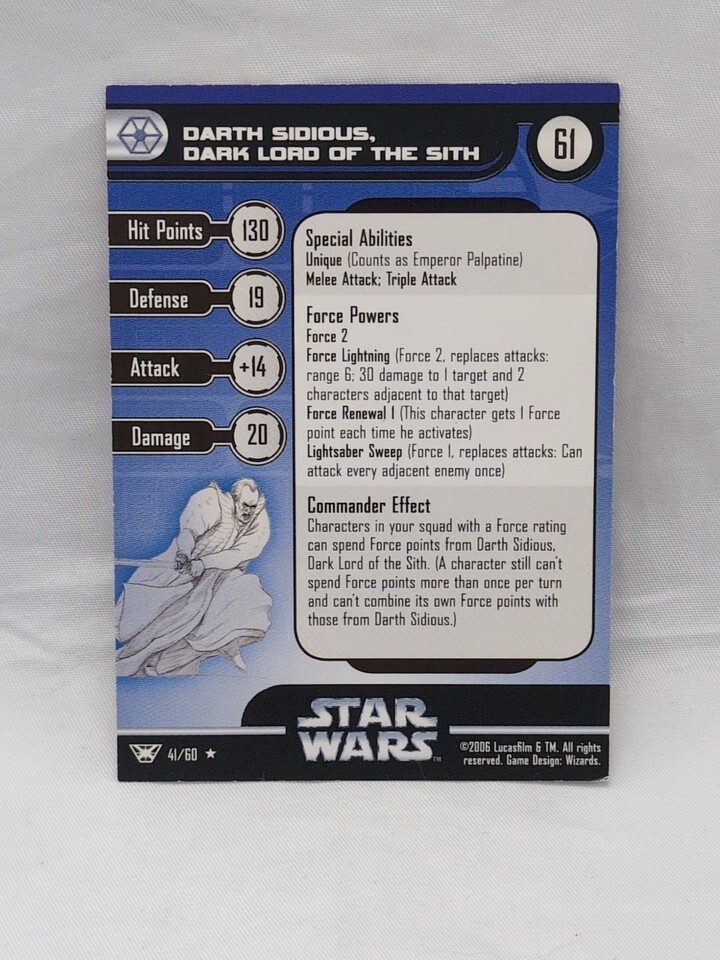 DARTH SIDIOUS,
DARK LORD OF THE SITH
61
Hit Points 130
Defense 19
Attack +14
Damage 20
Special Abilities
Unique (Counts as Emperor Palpatine)
Melee Attack; Triple Attack
Force Powers
Force 2
Force Lightning (Force 2, replaces attacks:
range 6; 30 damage to 1 target and 2
characters adjacent to that target)
Force Renewal 1 (This character gets 1 Force
point each time he activates)
Lightsaber Sweep (Force 1, replaces attacks: Can
attack every adjacent enemy once)
Commander Effect
Characters in your squad with a Force rating
can spend Force points from Darth Sidious,
Dark Lord of the Sith. (A character still can't
spend Force points more than once per turn
and can't combine its own Force points with
those from Darth Sidious.)
STAR
WARS™
41/60 ★
©2006 Lucasfilm & TM. All rights
reserved. Game Design: Wizards.